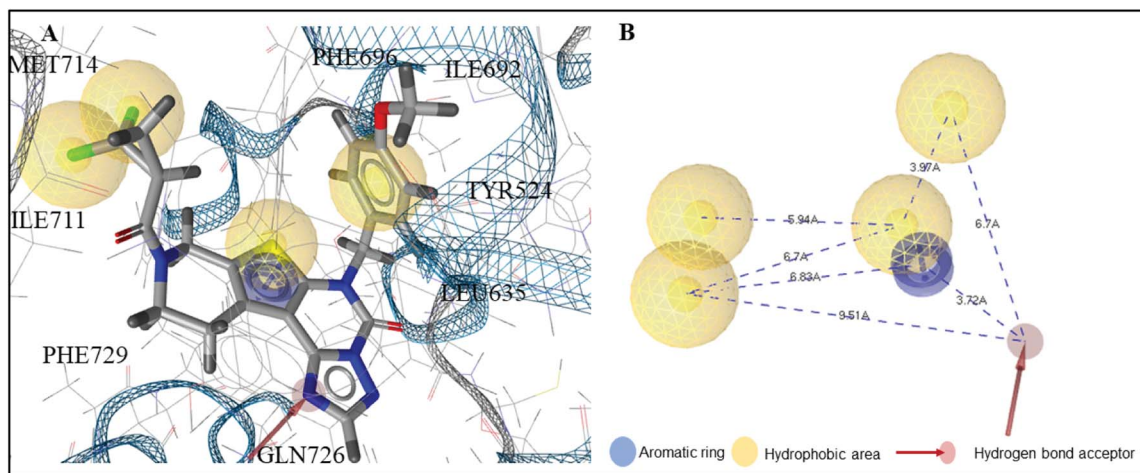 A
MET714
PHE696
ILE692
ILE711
TYR524
LEU635
PHE729
GLN726
B
3.97A
5.94A
6.7A
6.7A
6.83A
3.72A
9.51A
Aromatic ring
Hydrophobic area
Hydrogen bond acceptor